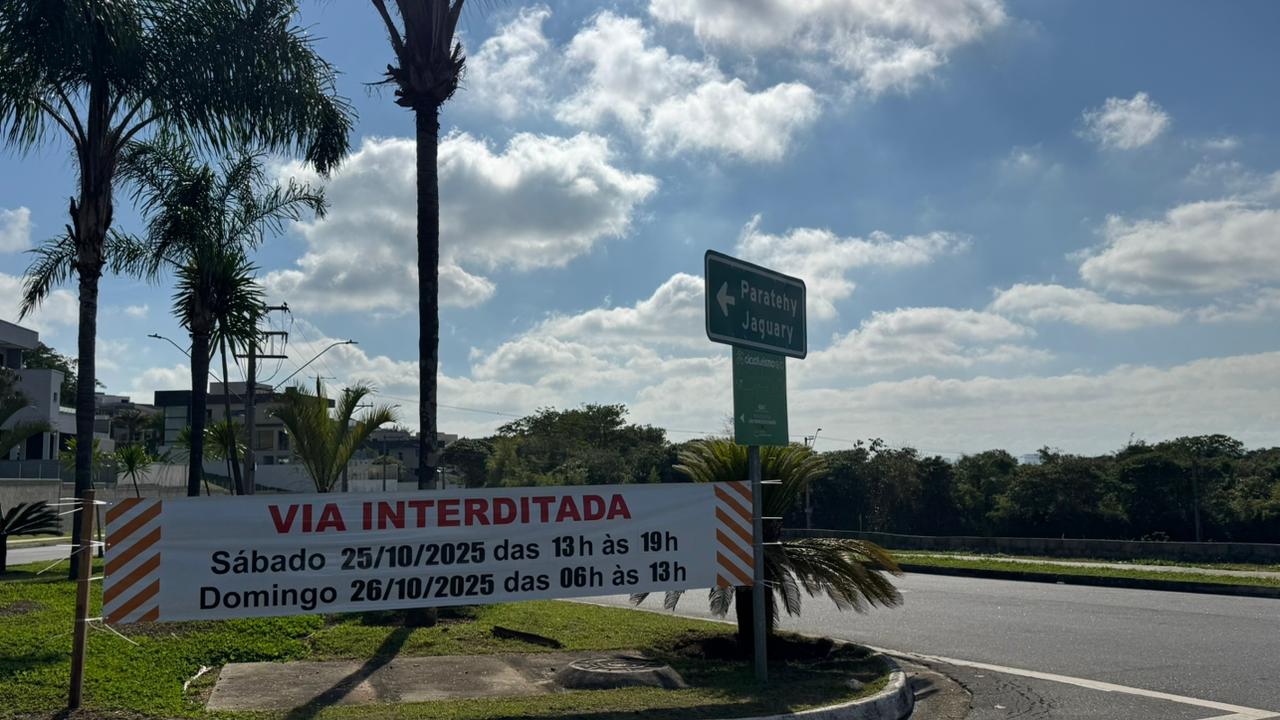 Paratehy
Jaguary
VIA INTERDITADA
Sábado 25/10/2025 das 13h às 19h
Domingo 26/10/2025 das 06h às 13h